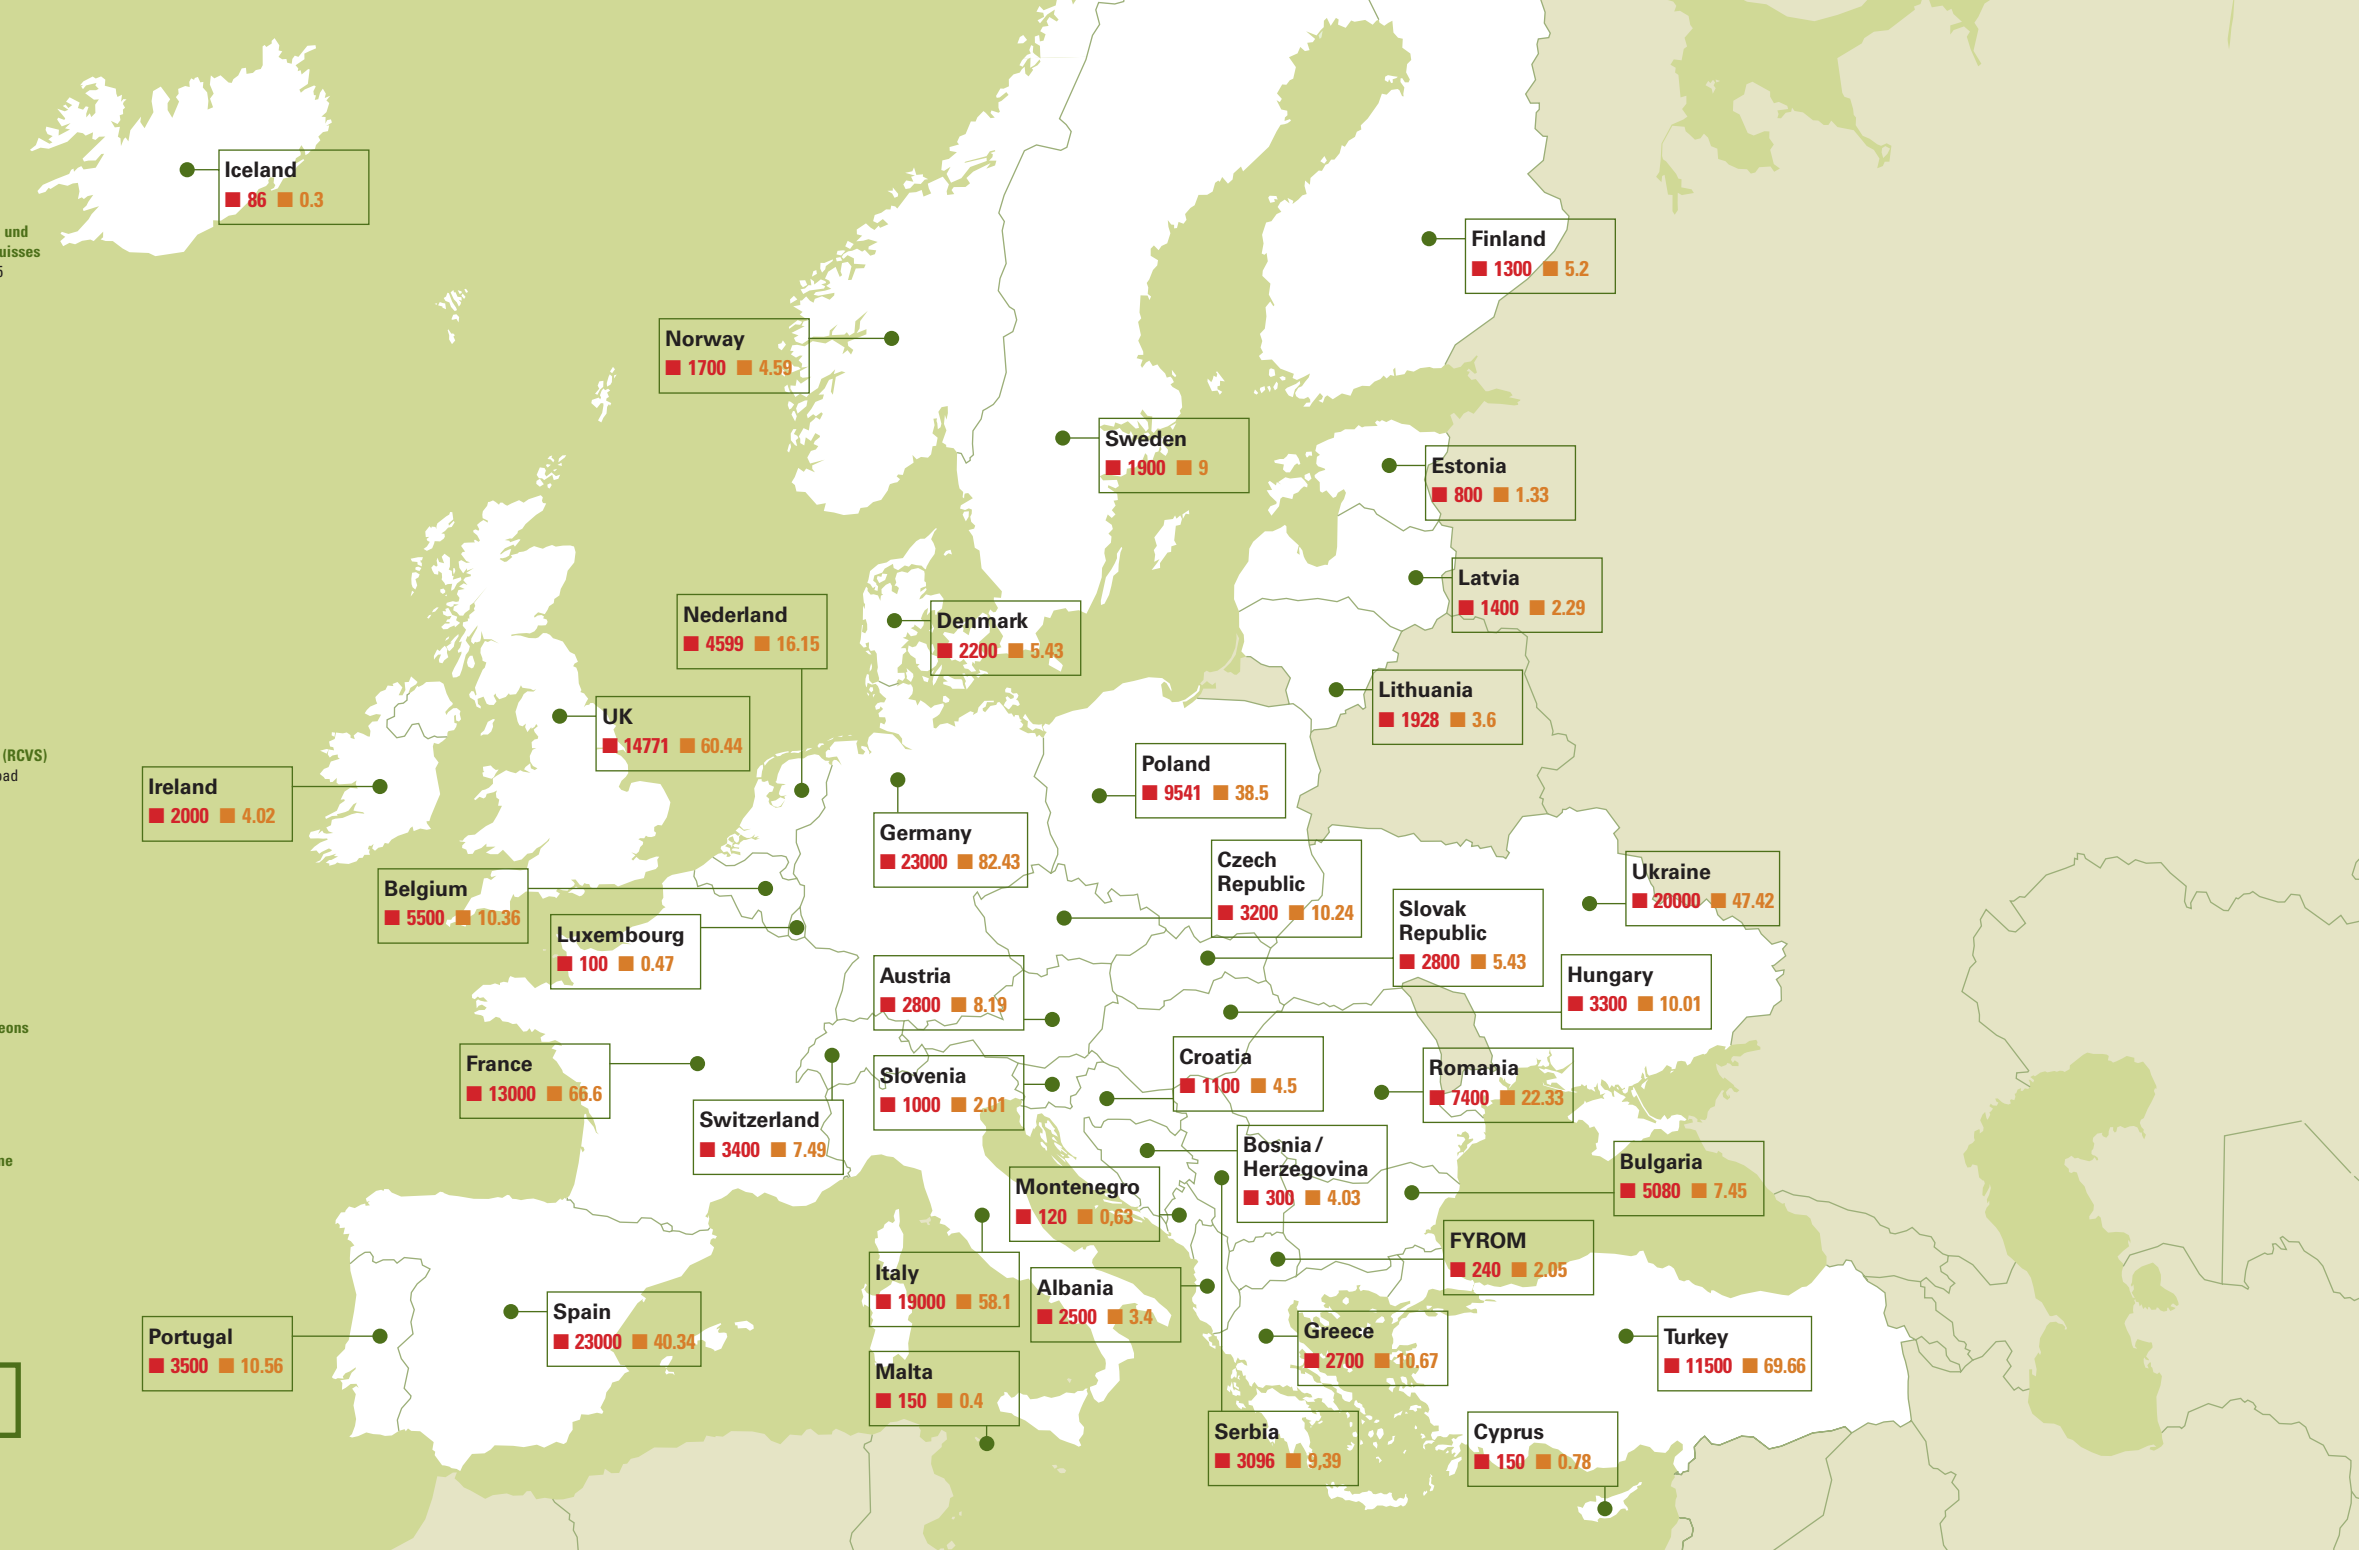 Iceland
86 0.3
und
uisses
Finland
1300 5.2
Norway
1700 4.59
Sweden
1900 9
Estonia
800 1.33
Latvia
1400 2.29
Nederland
4599 16.15
Denmark
2200 5.43
Lithuania
1928 3.6
UK
14771 60.44
(RCVS)
oad
Ireland
2000 4.02
Poland
9541 38.5
Germany
23000 82.43
Czech
Republic
3200 10.24
Ukraine
20000 47.42
Belgium
5500 10.36
Slovak
Republic
2800 5.43
Luxembourg
100 0.47
Austria
2800 8.19
Hungary
3300 10.01
eons
France
13000 66.6
Slovenia
1000 2.01
Croatia
1100 4.5
Romania
7400 22.33
Switzerland
3400 7.49
ne
Bosnia /
Herzegovina
300 4.03
Bulgaria
5080 7.45
Montenegro
120 0,63
FYROM
240 2.05
Italy
19000 58.1
Albania
2500 3.4
Spain
23000 40.34
Portugal
3500 10.56
Greece
2700 10,67
Turkey
11500 69.66
Malta
150 0.4
Serbia
3096 9,39
Cyprus
150 0.78